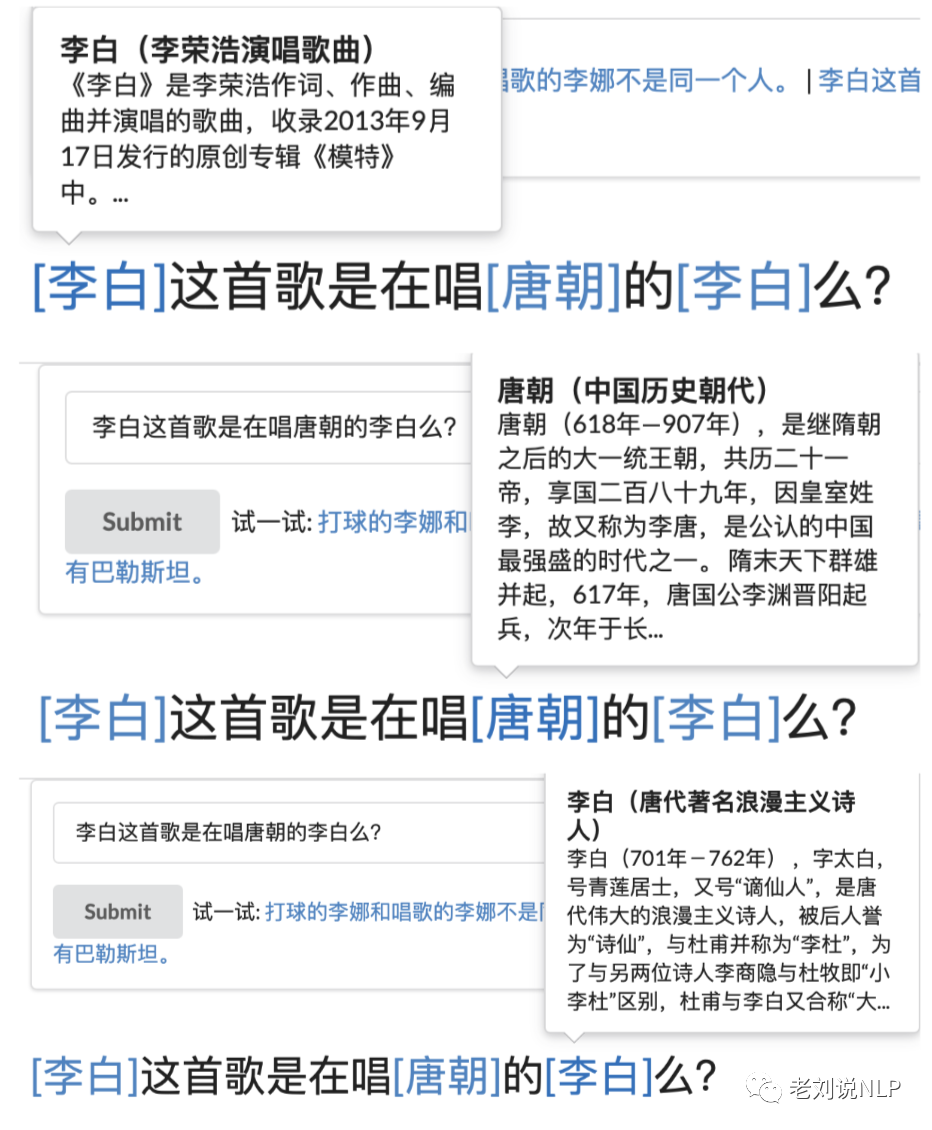 李白（李荣浩演唱歌曲）
《李白》是李荣浩作词、作曲、编
曲并演唱的歌曲，收录2013年9月
17日发行的原创专辑《模特》
中。...
唱歌的李娜不是同一个人。 | 李白这首
[李白]这首歌是在唱[唐朝]的[李白]么?
李白这首歌是在唱唐朝的李白么?
Submit
试一试: 打球的李娜和
有巴勒斯坦。
唐朝（中国历史朝代）
唐朝（618年—907年），是继隋朝
之后的大一统王朝，共历二十一
帝，享国二百八十九年，因皇室姓
李，故又称为李唐，是公认的中国
最强盛的时代之一。隋末天下群雄
并起，617年，唐国公李渊晋阳起
兵，次年于长...
[李白]这首歌是在唱[唐朝]的[李白]么?
李白这首歌是在唱唐朝的李白么?
Submit
试一试: 打球的李娜和唱歌的李娜不是
有巴勒斯坦。
李白（唐代著名浪漫主义诗
人）
李白（701年－762年），字太白，
号青莲居士，又号“谪仙人”，是唐
代伟大的浪漫主义诗人，被后人誉
为“诗仙”，与杜甫并称为“李杜”，为
了与另两位诗人李商隐与杜牧即“小
李杜”区别，杜甫与李白又合称“大...
[李白]这首歌是在唱[唐朝]的[李白]么?
老刘说NLP